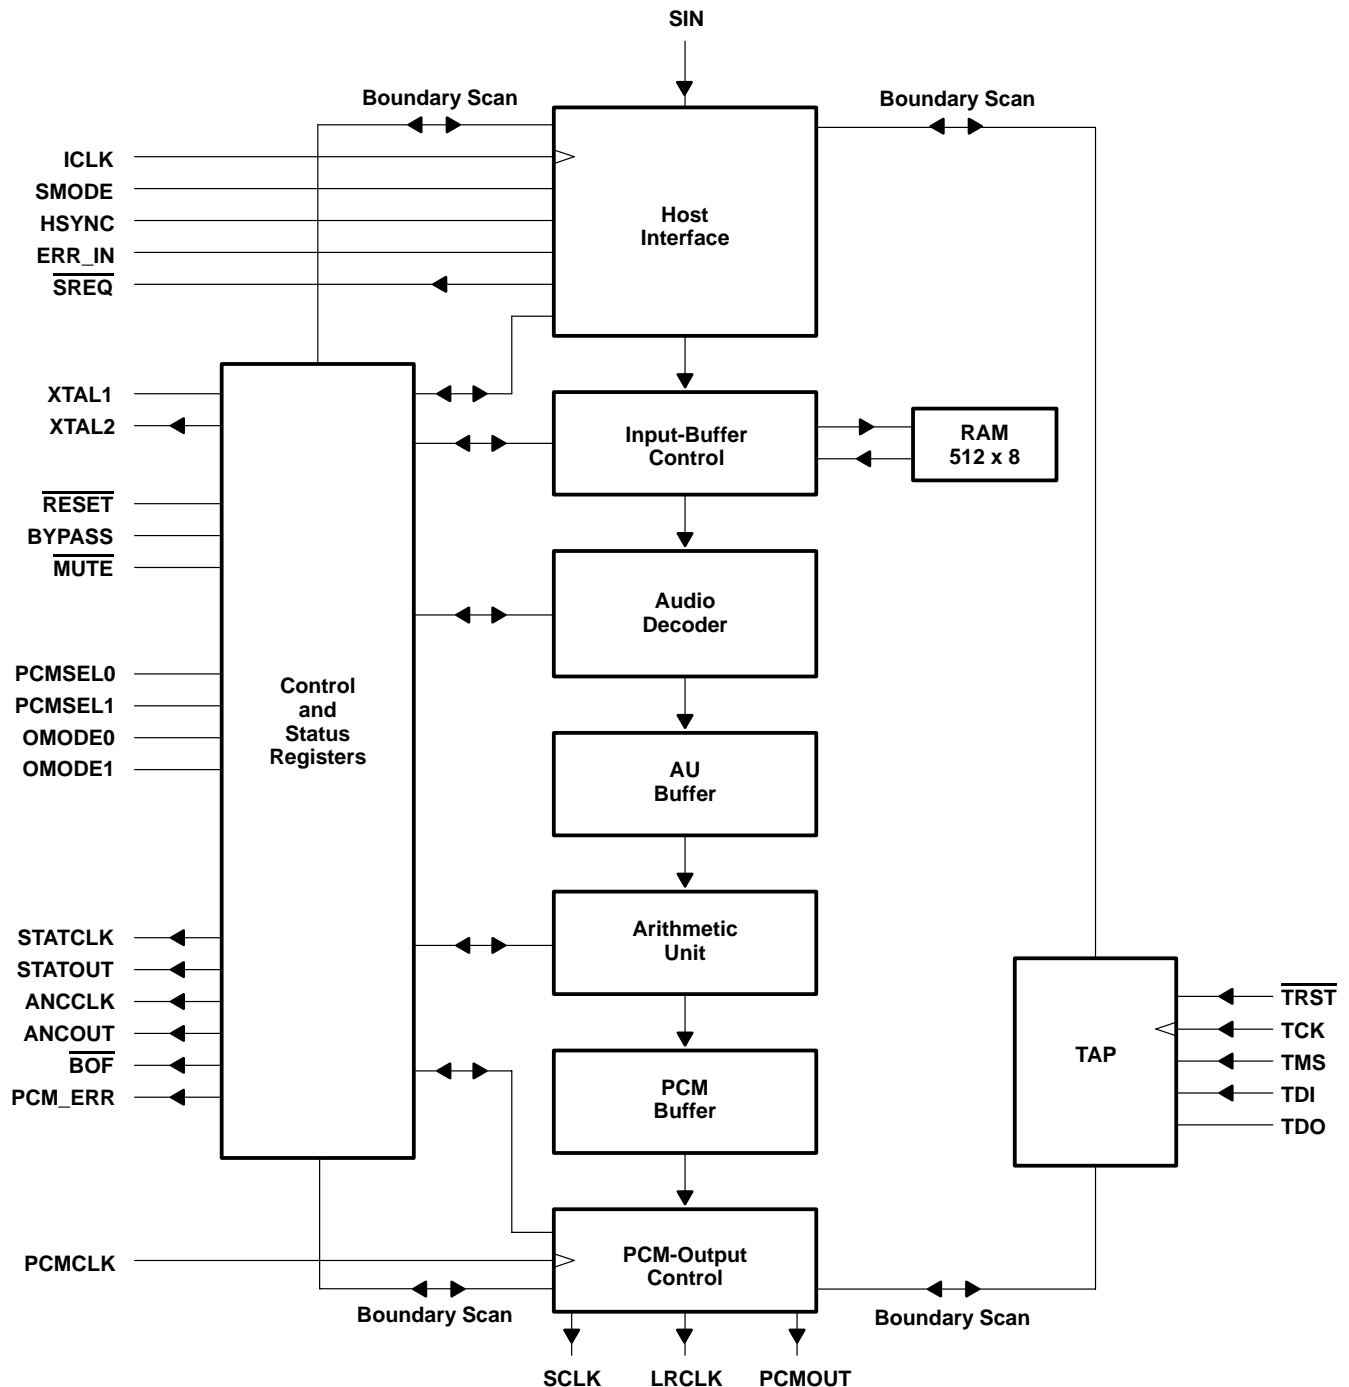 SIN
Boundary Scan
Boundary Scan
ICLK
SMODE
HSYNC
ERR_IN
SREQ
Host
Interface
XTAL1
XTAL2
RESET
BYPASS
MUTE
PCMSEL0
PCMSEL1
OMODE0
OMODE1
STATCLK
STATOUT
ANCCLK
ANCOUT
BOF
PCM_ERR
PCMCLK
Control
and
Status
Registers
Input-Buffer
Control
RAM
512 x 8
Audio
Decoder
AU
Buffer
Arithmetic
Unit
PCM
Buffer
PCM-Output
Control
TAP
TRST
TCK
TMS
TDI
TDO
Boundary Scan
Boundary Scan
SCLK
LRCLK
PCMOUT